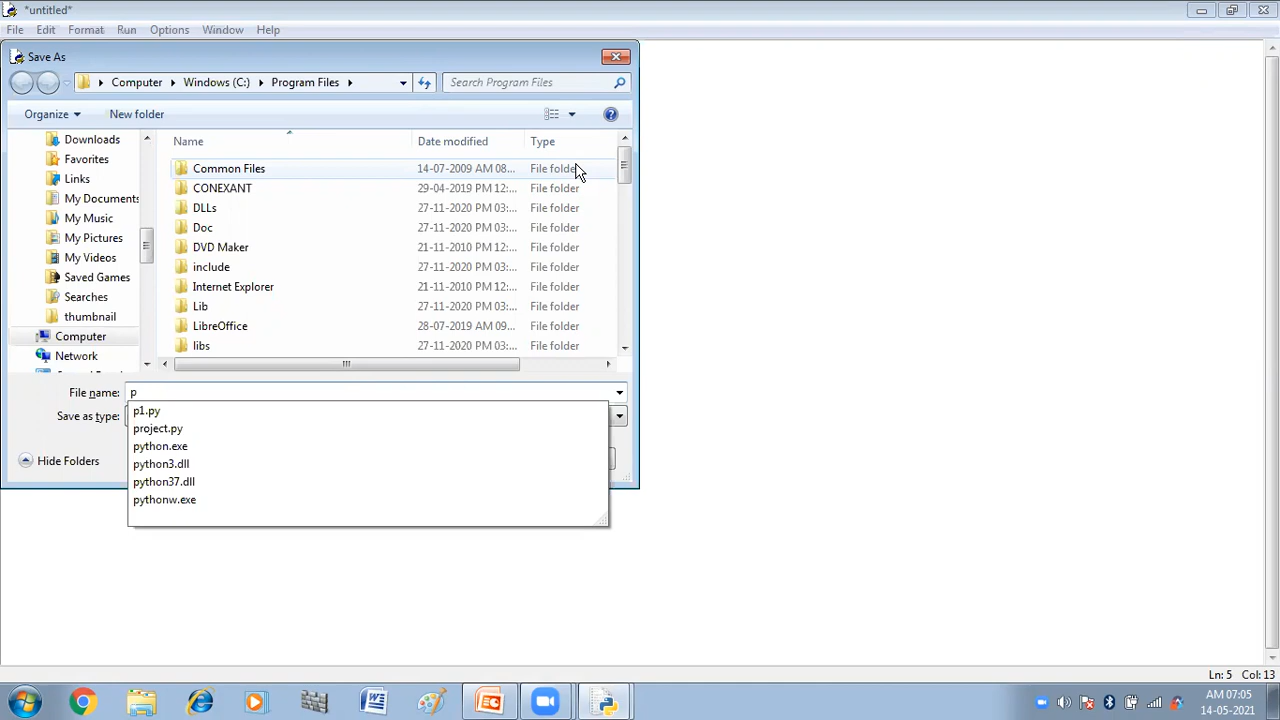 *untitled*
File Edit Format Run Options Window Help
Save As
Computer Windows (C:) Program Files Search Program Files
Organize New folder
Name Date modified Type
Downloads
Favorites
Links
My Documents
My Music
My Pictures
My Videos
Saved Games
Searches
thumbnail
Computer
Network
Common Files 14-07-2009 AM 08:... File folder
CONEXANT 29-04-2019 PM 12:... File folder
DLLs 27-11-2020 PM 03:... File folder
Doc 27-11-2020 PM 03:... File folder
DVD Maker 21-11-2010 PM 12:... File folder
include 27-11-2020 PM 03:... File folder
Internet Explorer 21-11-2010 PM 12:... File folder
Lib 27-11-2020 PM 03:... File folder
LibreOffice 28-07-2019 AM 09... File folder
libs 27-11-2020 PM 03:... File folder
File name: p
Save as type:
p1.py
project.py
python.exe
python3.dll
python37.dll
pythonw.exe
Hide Folders
Ln: 5 Col: 13
AM 07:05
14-05-2021